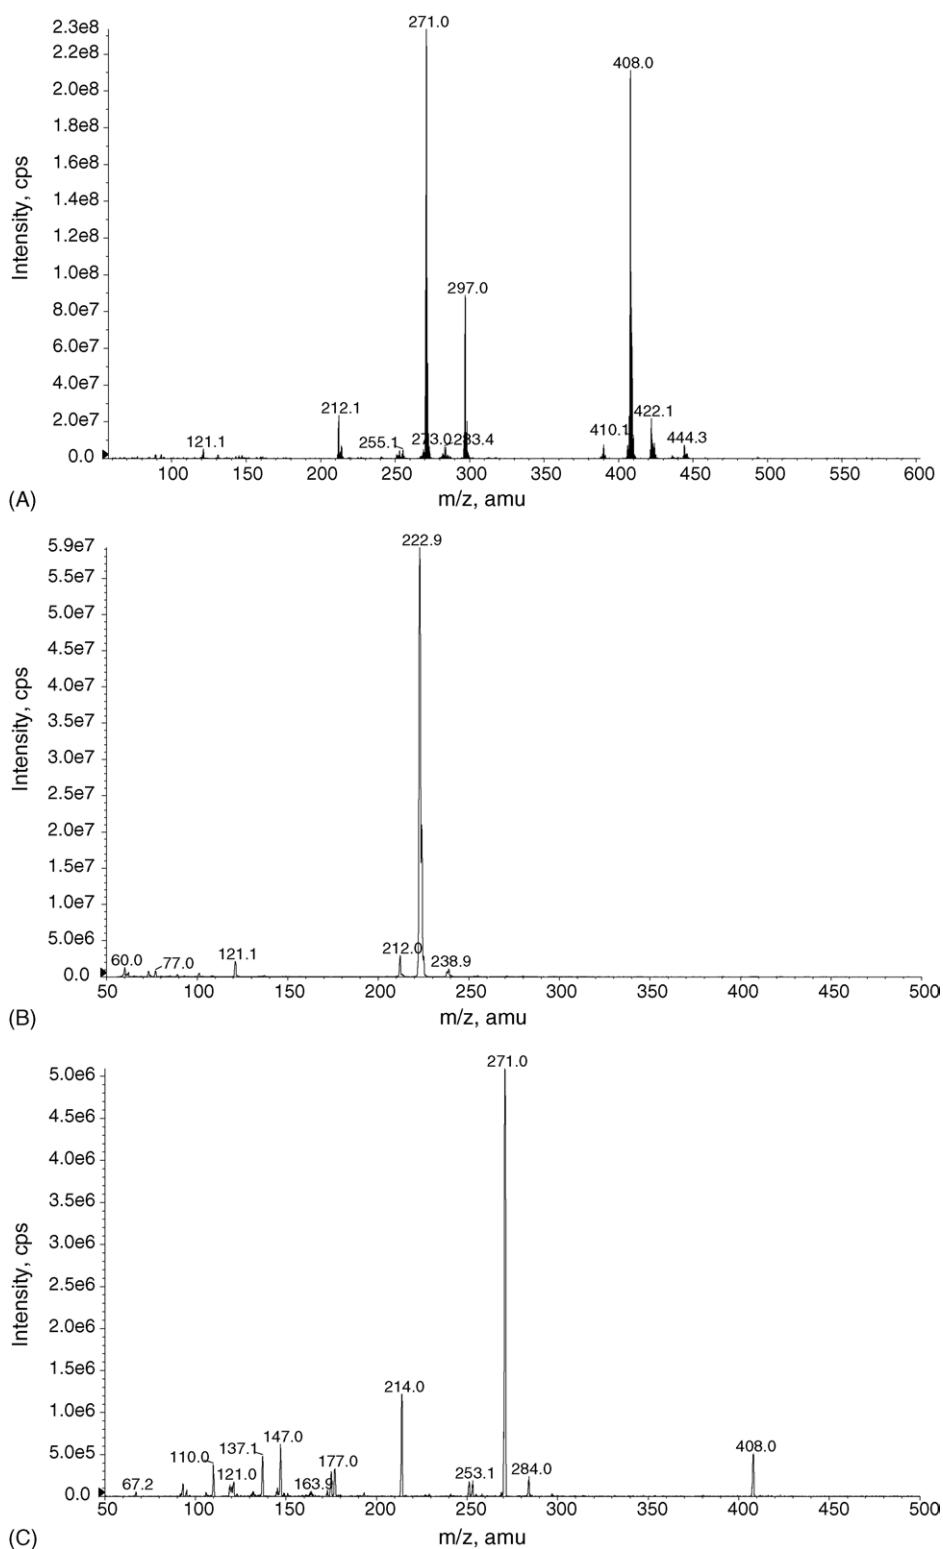 2.3e8
271.0
2.2e8
408.0
2.0e8
1.8e8
1.6e8
1.4e8
Intensity, cps
1.2e8
1.0e8
297.0
8.0e7
6.0e7
4.0e7
212.1
422.1
2.0e7
121.1
255.1
273.0
283.4
410.1
444.3
0.0
100 150 200 250 300 350 400 450 500 550 600
(A)
m/z, amu
5.9e7
222.9
5.5e7
5.0e7
4.5e7
4.0e7
Intensity, cps
3.5e7
3.0e7
2.5e7
2.0e7
1.5e7
1.0e7
5.0e6
60.0
77.0
121.1
212.0
238.9
0.0
50 100 150 200 250 300 350 400 450 500
(B)
m/z, amu
271.0
5.0e6
4.5e6
4.0e6
3.5e6
Intensity, cps
3.0e6
2.5e6
2.0e6
1.5e6
214.0
1.0e6
147.0
137.1
5.0e5
110.0
177.0
408.0
67.2
121.0
163.9
253.1
284.0
0.0
50 100 150 200 250 300 350 400 450 500
(C)
m/z, amu